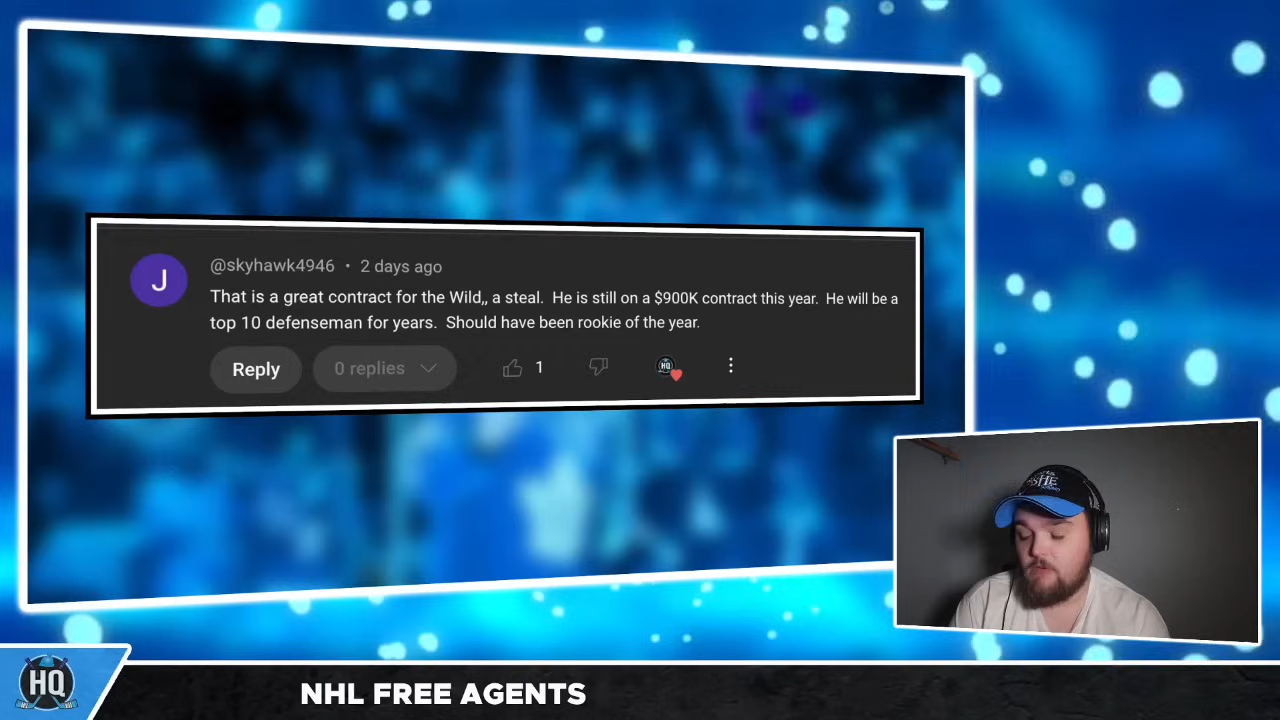 J
@skyhawk4946 • 2 days ago
That is a great contract for the Wild,, a steal.  He is still on a $900K contract this year.  He will be a
top 10 defenseman for years.  Should have been rookie of the year.
Reply
0 replies
1
HQ
HQ
NHL FREE AGENTS